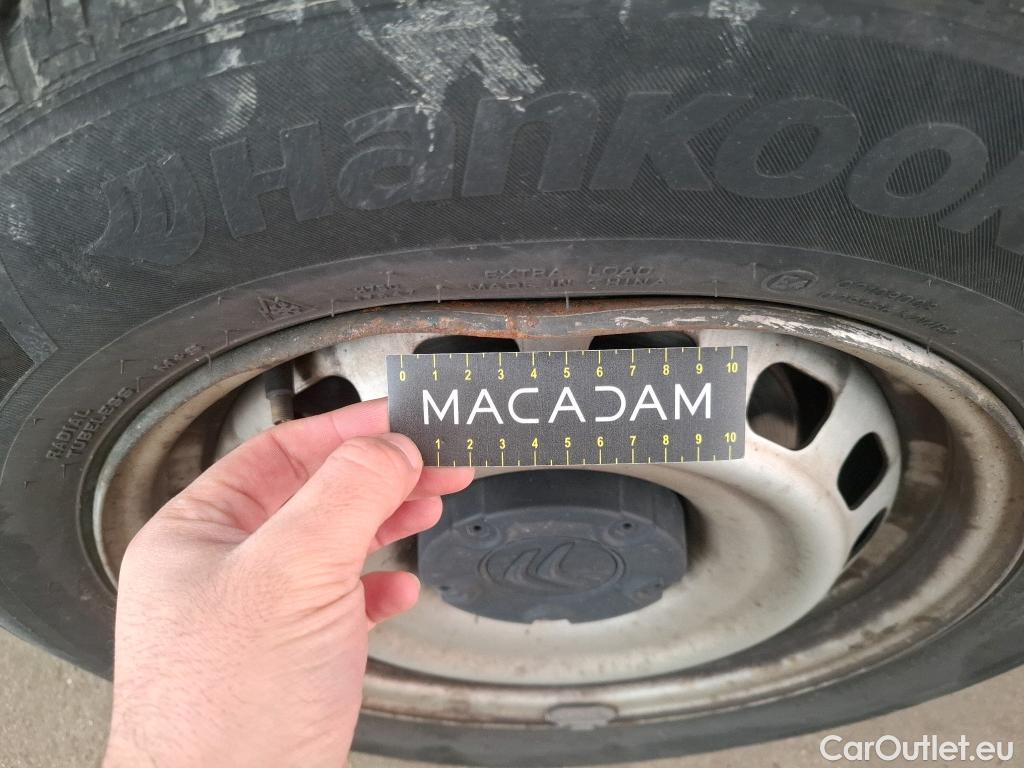 Hankook
EXTRA LOAD
MADE IN CHINA
M+S
RADIAL
TUBELESS
0 1 2 3 4 5 6 7 8 9 10
MACADAM
1 2 3 4 5 6 7 8 9 10
CarOutlet.eu